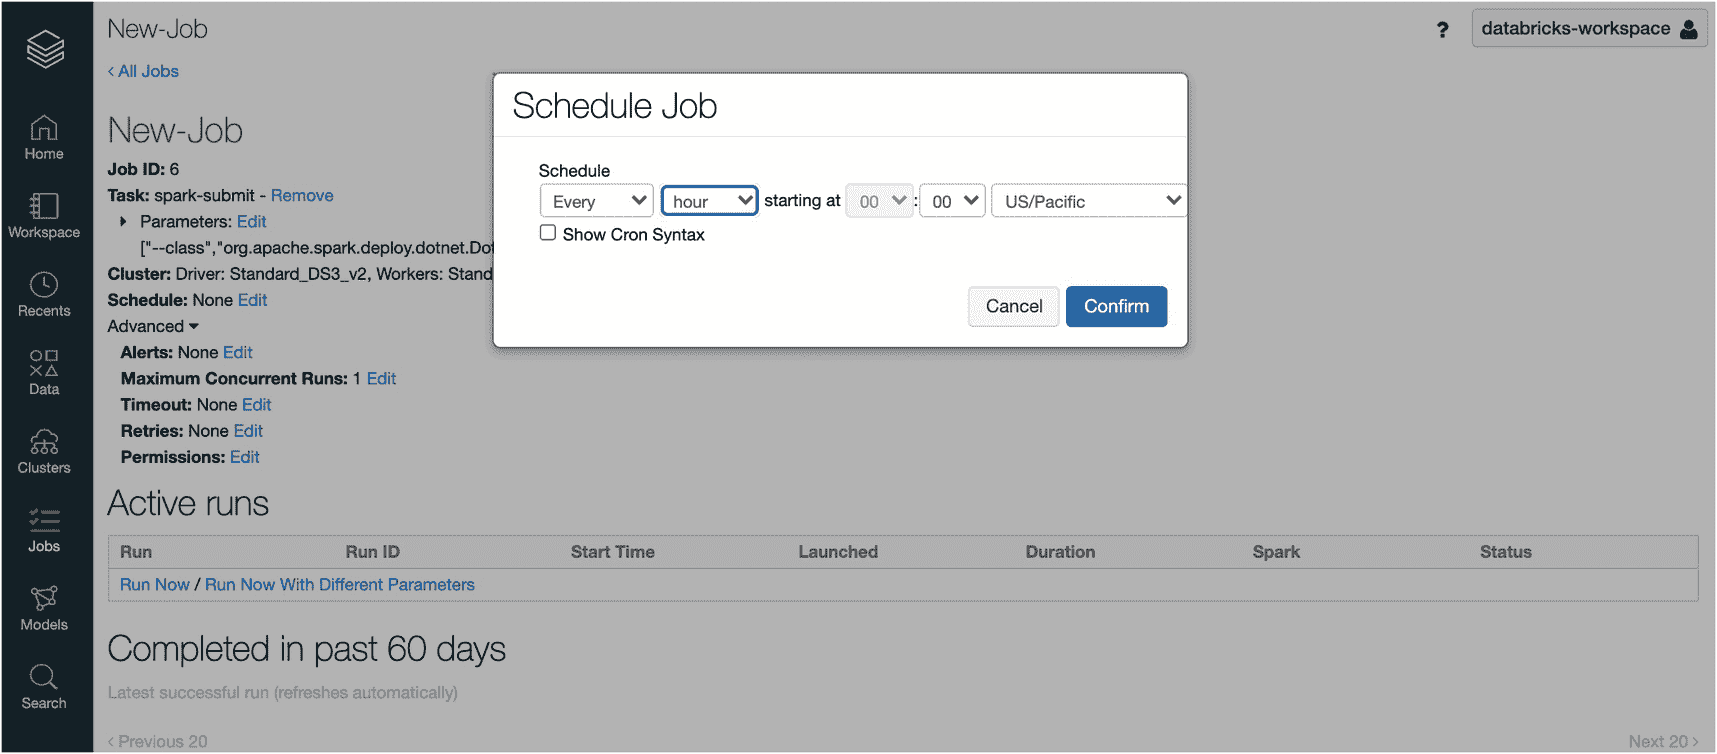 New-Job
? databricks-workspace
‹ All Jobs
Schedule Job
New-Job
Home
Job ID: 6
Schedule
Task: spark-submit - Remove
Every hour starting at 00 : 00 US/Pacific
Parameters: Edit
Workspace
Show Cron Syntax
["--class","org.apache.spark.deploy.dotnet.Dot
Cluster: Driver: Standard_DS3_v2, Workers: Stand
Schedule: None Edit
Cancel Confirm
Recents
Advanced
Alerts: None Edit
Maximum Concurrent Runs: 1 Edit
Data
Timeout: None Edit
Retries: None Edit
Permissions: Edit
Clusters
Active runs
Jobs
Run Run ID Start Time Launched Duration Spark Status
Run Now / Run Now With Different Parameters
Models
Completed in past 60 days
Latest successful run (refreshes automatically)
Search
‹ Previous 20 Next 20 ›